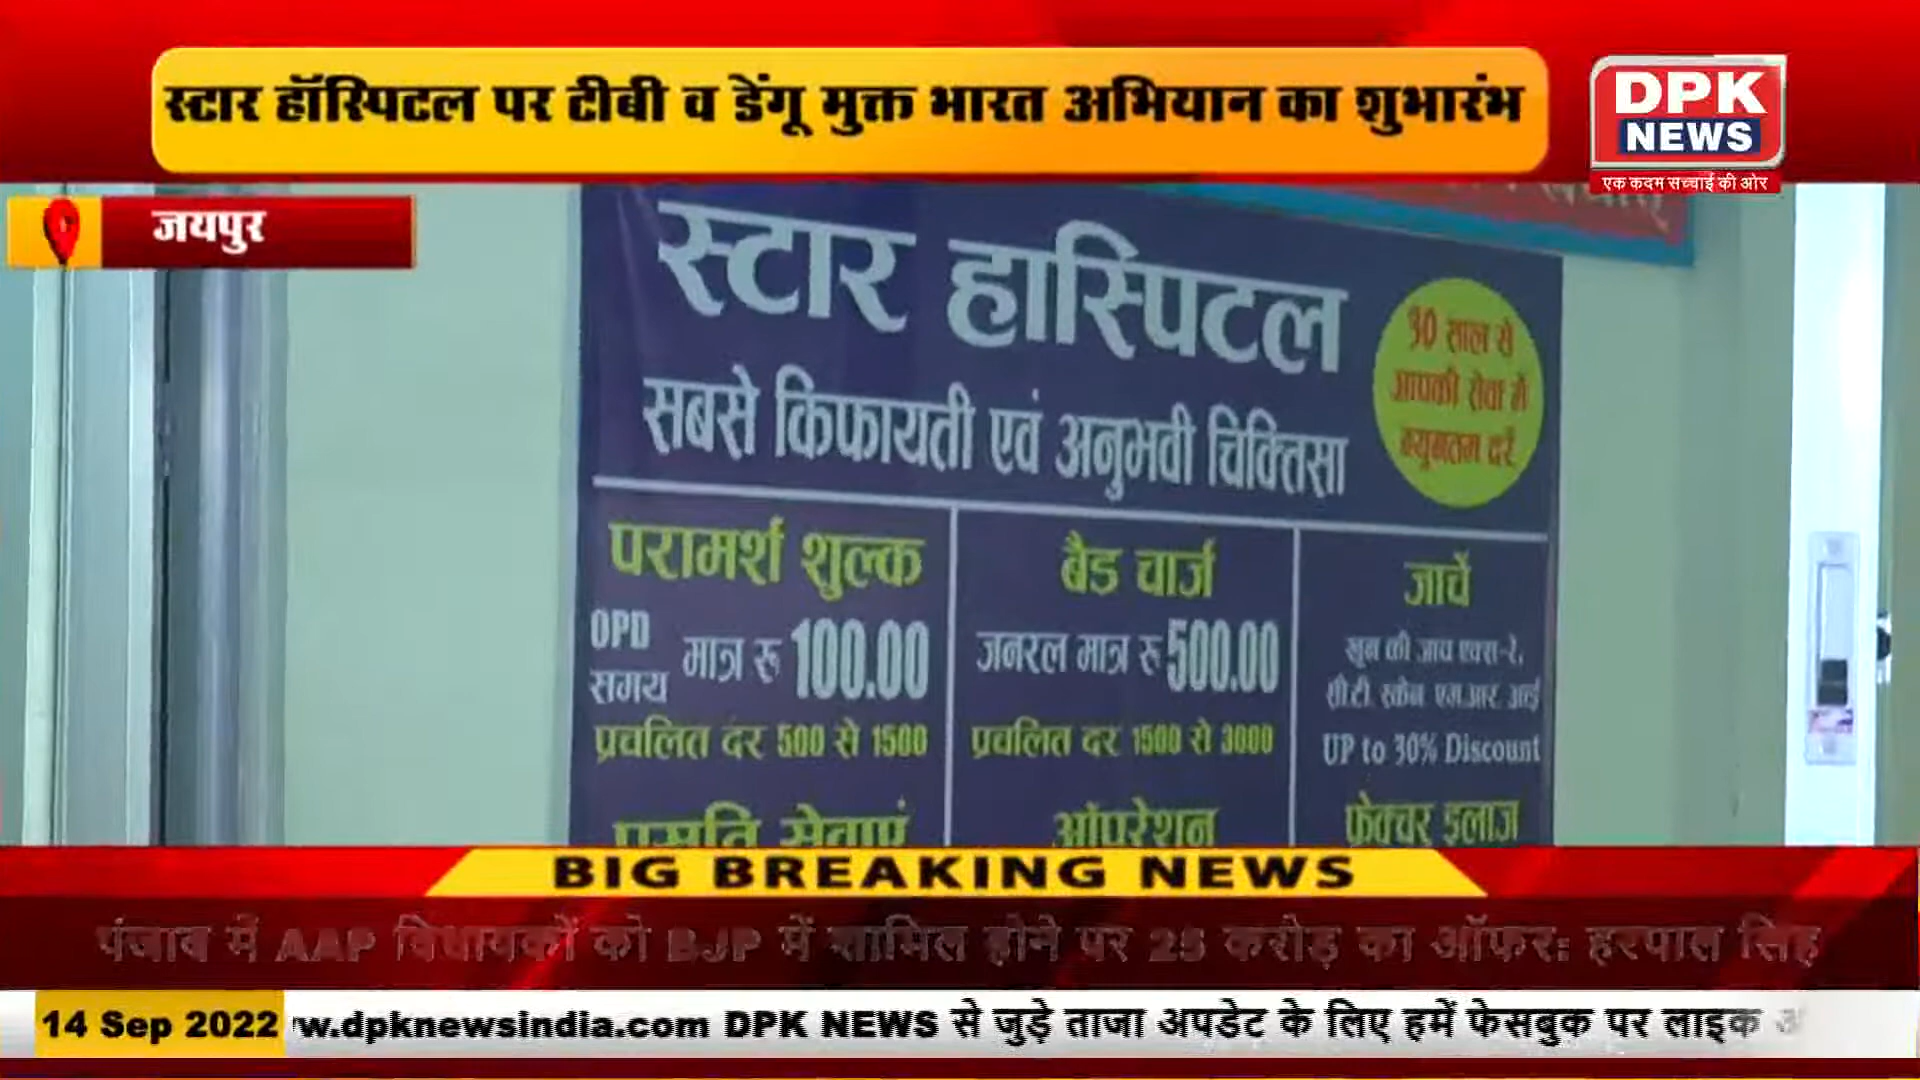 स्टार हॉस्पिटल पर टीबी व डेंगू मुक्त भारत अभियान का शुभारंभ
DPK
NEWS
एक कदम सच्चाई की ओर
जयपुर
स्टार हास्पिटल
सबसे किफायती एवं अनुभवी चिक्तिसा
30 साल से
आपकी सेवा में
न्युनतम दरें
परामर्श शुल्क
OPD
समय
मात्र रू 100.00
प्रचलित दर 500 से 1500
बैड चार्ज
जनरल मात्र रु 500.00
प्रचलित दर 1500 से 3000
जाचें
खून की जाच एक्स-रे,
सी.टी. स्केन एम.आर. आई
UP to 30% Discount
प्रसूति सेवाएं
ऑपरेशन
फ्रेक्चर इलाज
BIG BREAKING NEWS
पंजाब में AAP विधायकों को BJP में शामिल होने पर 25 करोड़ का ऑफर: हरपाल सिंह
14 Sep 2022
w.dpknewsindia.com DPK NEWS से जुड़े ताजा अपडेट के लिए हमें फेसबुक पर लाइक